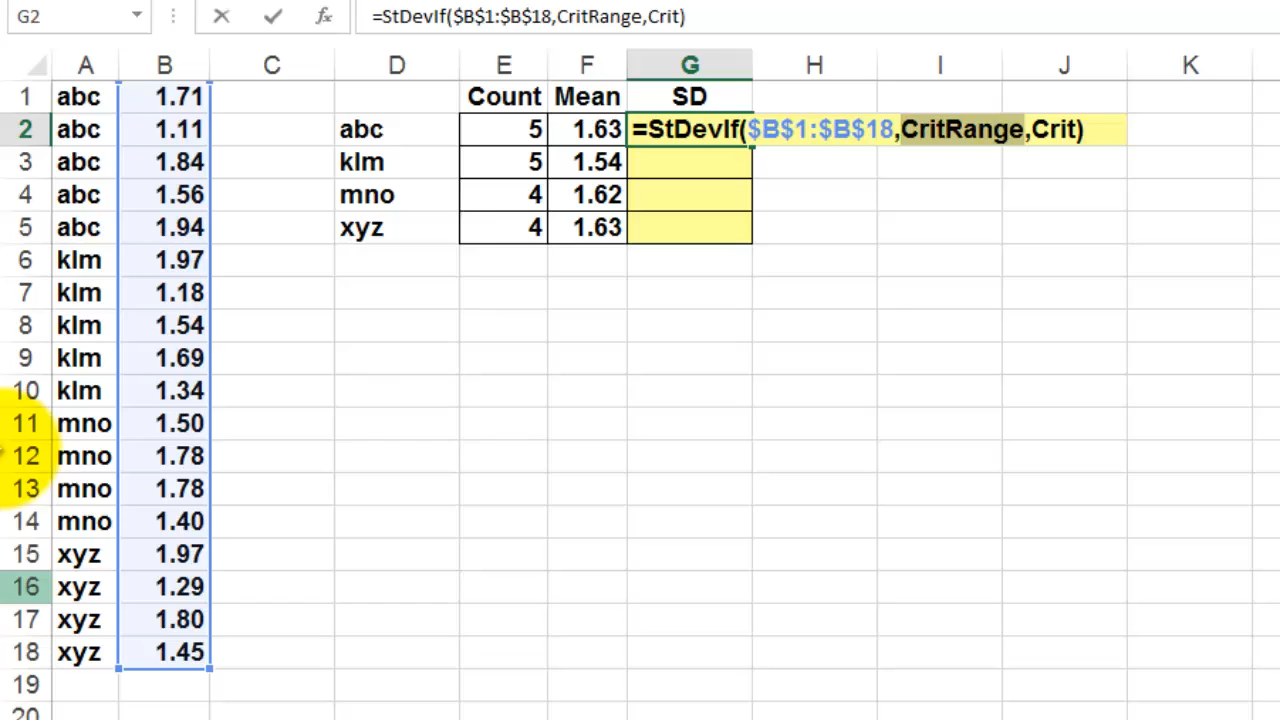 G2 fx =StDevIf($B$1:$B$18,CritRange,Crit)
A B C D E F G H I J K
1 abc 1.71 Count Mean SD
2 abc 1.11 abc 5 1.63 =StDevIf($B$1:$B$18,CritRange,Crit)
3 abc 1.84 klm 5 1.54
4 abc 1.56 mno 4 1.62
5 abc 1.94 xyz 4 1.63
6 klm 1.97
7 klm 1.18
8 klm 1.54
9 klm 1.69
10 klm 1.34
11 mno 1.50
12 mno 1.78
13 mno 1.78
14 mno 1.40
15 xyz 1.97
16 xyz 1.29
17 xyz 1.80
18 xyz 1.45
19
20